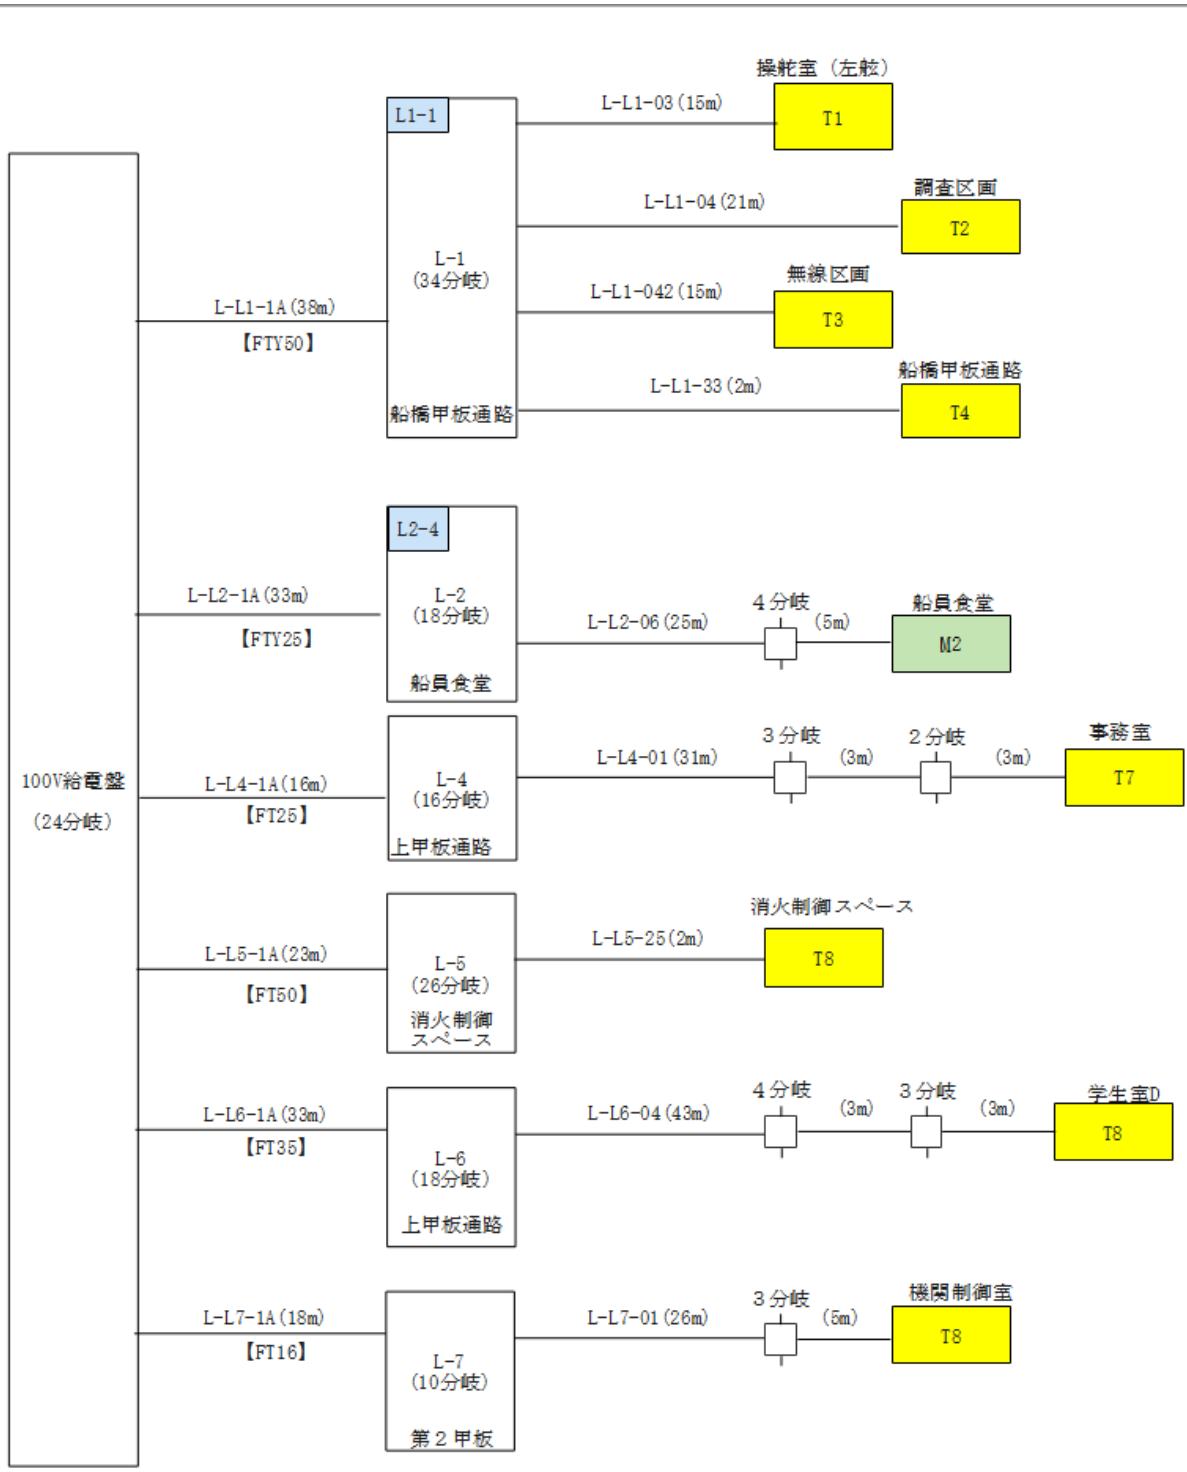 100V給電盤
(24分岐)
L-L1-1A(38m)
【FTY50】
L1-1
L-1
(34分岐)
船橋甲板通路
L-L1-03(15m)
操舵室(左舷)
T1
L-L1-04(21m)
調査区画
T2
L-L1-042(15m)
無線区画
T3
L-L1-33(2m)
船橋甲板通路
T4
L-L2-1A(33m)
【FTY25】
L2-4
L-2
(18分岐)
船員食堂
L-L2-06(25m)
4分岐
(5m)
船員食堂
M2
L-L4-1A(16m)
【FT25】
L-4
(16分岐)
上甲板通路
L-L4-01(31m)
3分岐
(3m)
2分岐
(3m)
事務室
T7
L-L5-1A(23m)
【FT50】
L-5
(26分岐)
消火制御
スペース
L-L5-25(2m)
消火制御スペース
T8
L-L6-1A(33m)
【FT35】
L-6
(18分岐)
上甲板通路
L-L6-04(43m)
4分岐
(3m)
3分岐
(3m)
学生室D
T8
L-L7-1A(18m)
【FT16】
L-7
(10分岐)
第2甲板
L-L7-01(26m)
3分岐
(5m)
機関制御室
T8